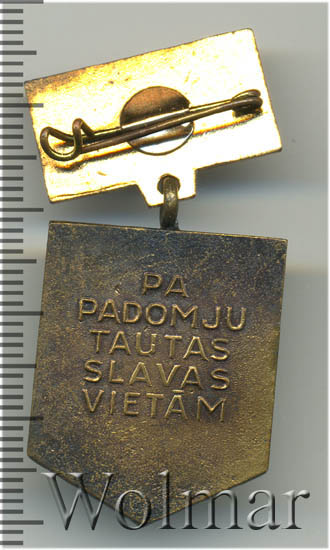 PA
PADOMJU
TAUTAS
SLAVAS
VIETĀM
Wolmar